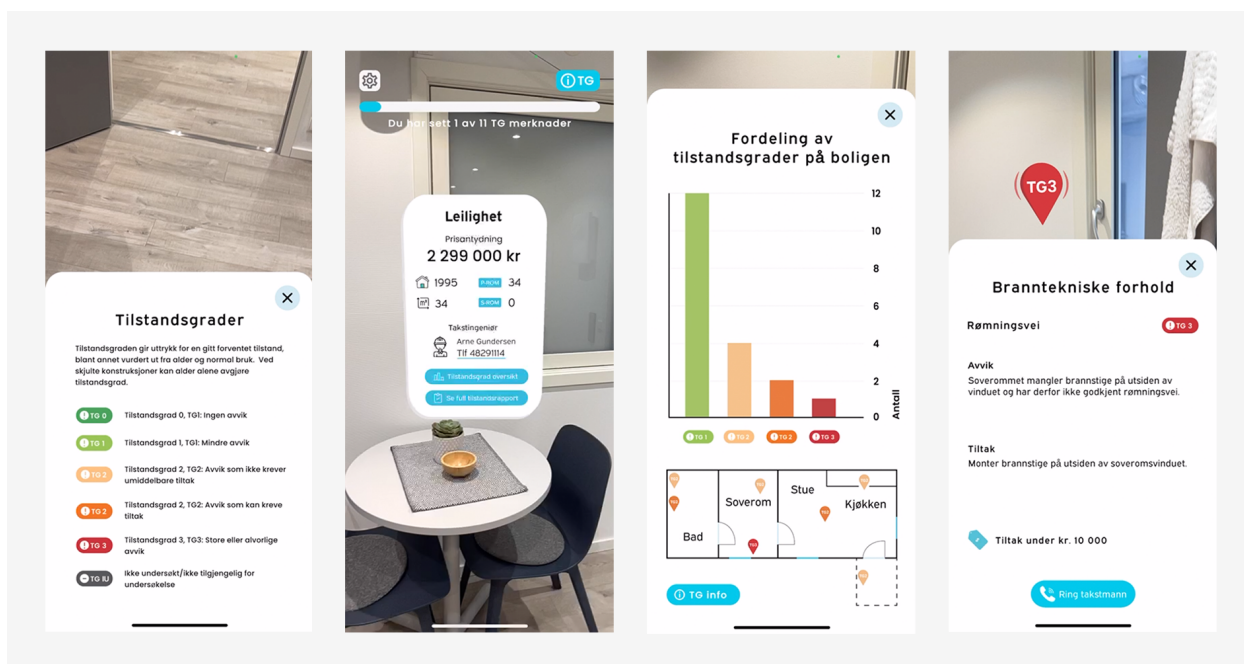 Tilstandsgrader
Tilstandsgraden gir uttrykk for en gitt forventet tilstand,
blant annet vurdert ut fra alder og normal bruk. Ved
skjulte konstruksjoner kan alder alene avgjøre
tilstandsgrad.
TG 0 Tilstandsgrad 0, TG1: Ingen avvik
TG 1 Tilstandsgrad 1, TG1: Mindre avvik
TG 2 Tilstandsgrad 2, TG2: Avvik som ikke krever
umiddelbare tiltak
TG 2 Tilstandsgrad 2, TG2: Avvik som kan kreve
tiltak
TG 3 Tilstandsgrad 3, TG3: Store eller alvorlige
avvik
TG IU Ikke undersøkt/ikke tilgjengelig for
undersøkelse
TG
Du har sett 1 av 11 TG merknader
Leilighet
Prisantydning
2 299 000 kr
1995 P-ROM 34
m² 34 S-ROM 0
Takstingeniør
Arne Gundersen
Tlf 48291114
Tilstandsgrad oversikt
Se full tilstandsrapport
Fordeling av
tilstandsgrader på boligen
12
10
8
6
4
2
0
Antall
TG 1 TG 2 TG 2 TG 3
TG2 TG2 TG2
TG2 Soverom Stue TG2 Kjøkken
Bad TG3
TG2
TG info
TG3
Branntekniske forhold
Rømningsvei TG 3
Avvik
Soverommet mangler brannstige på utsiden av
vinduet og har derfor ikke godkjent rømningsvei.
Tiltak
Monter brannstige på utsiden av soveromsvinduet.
Tiltak under kr. 10 000
Ring takstmann